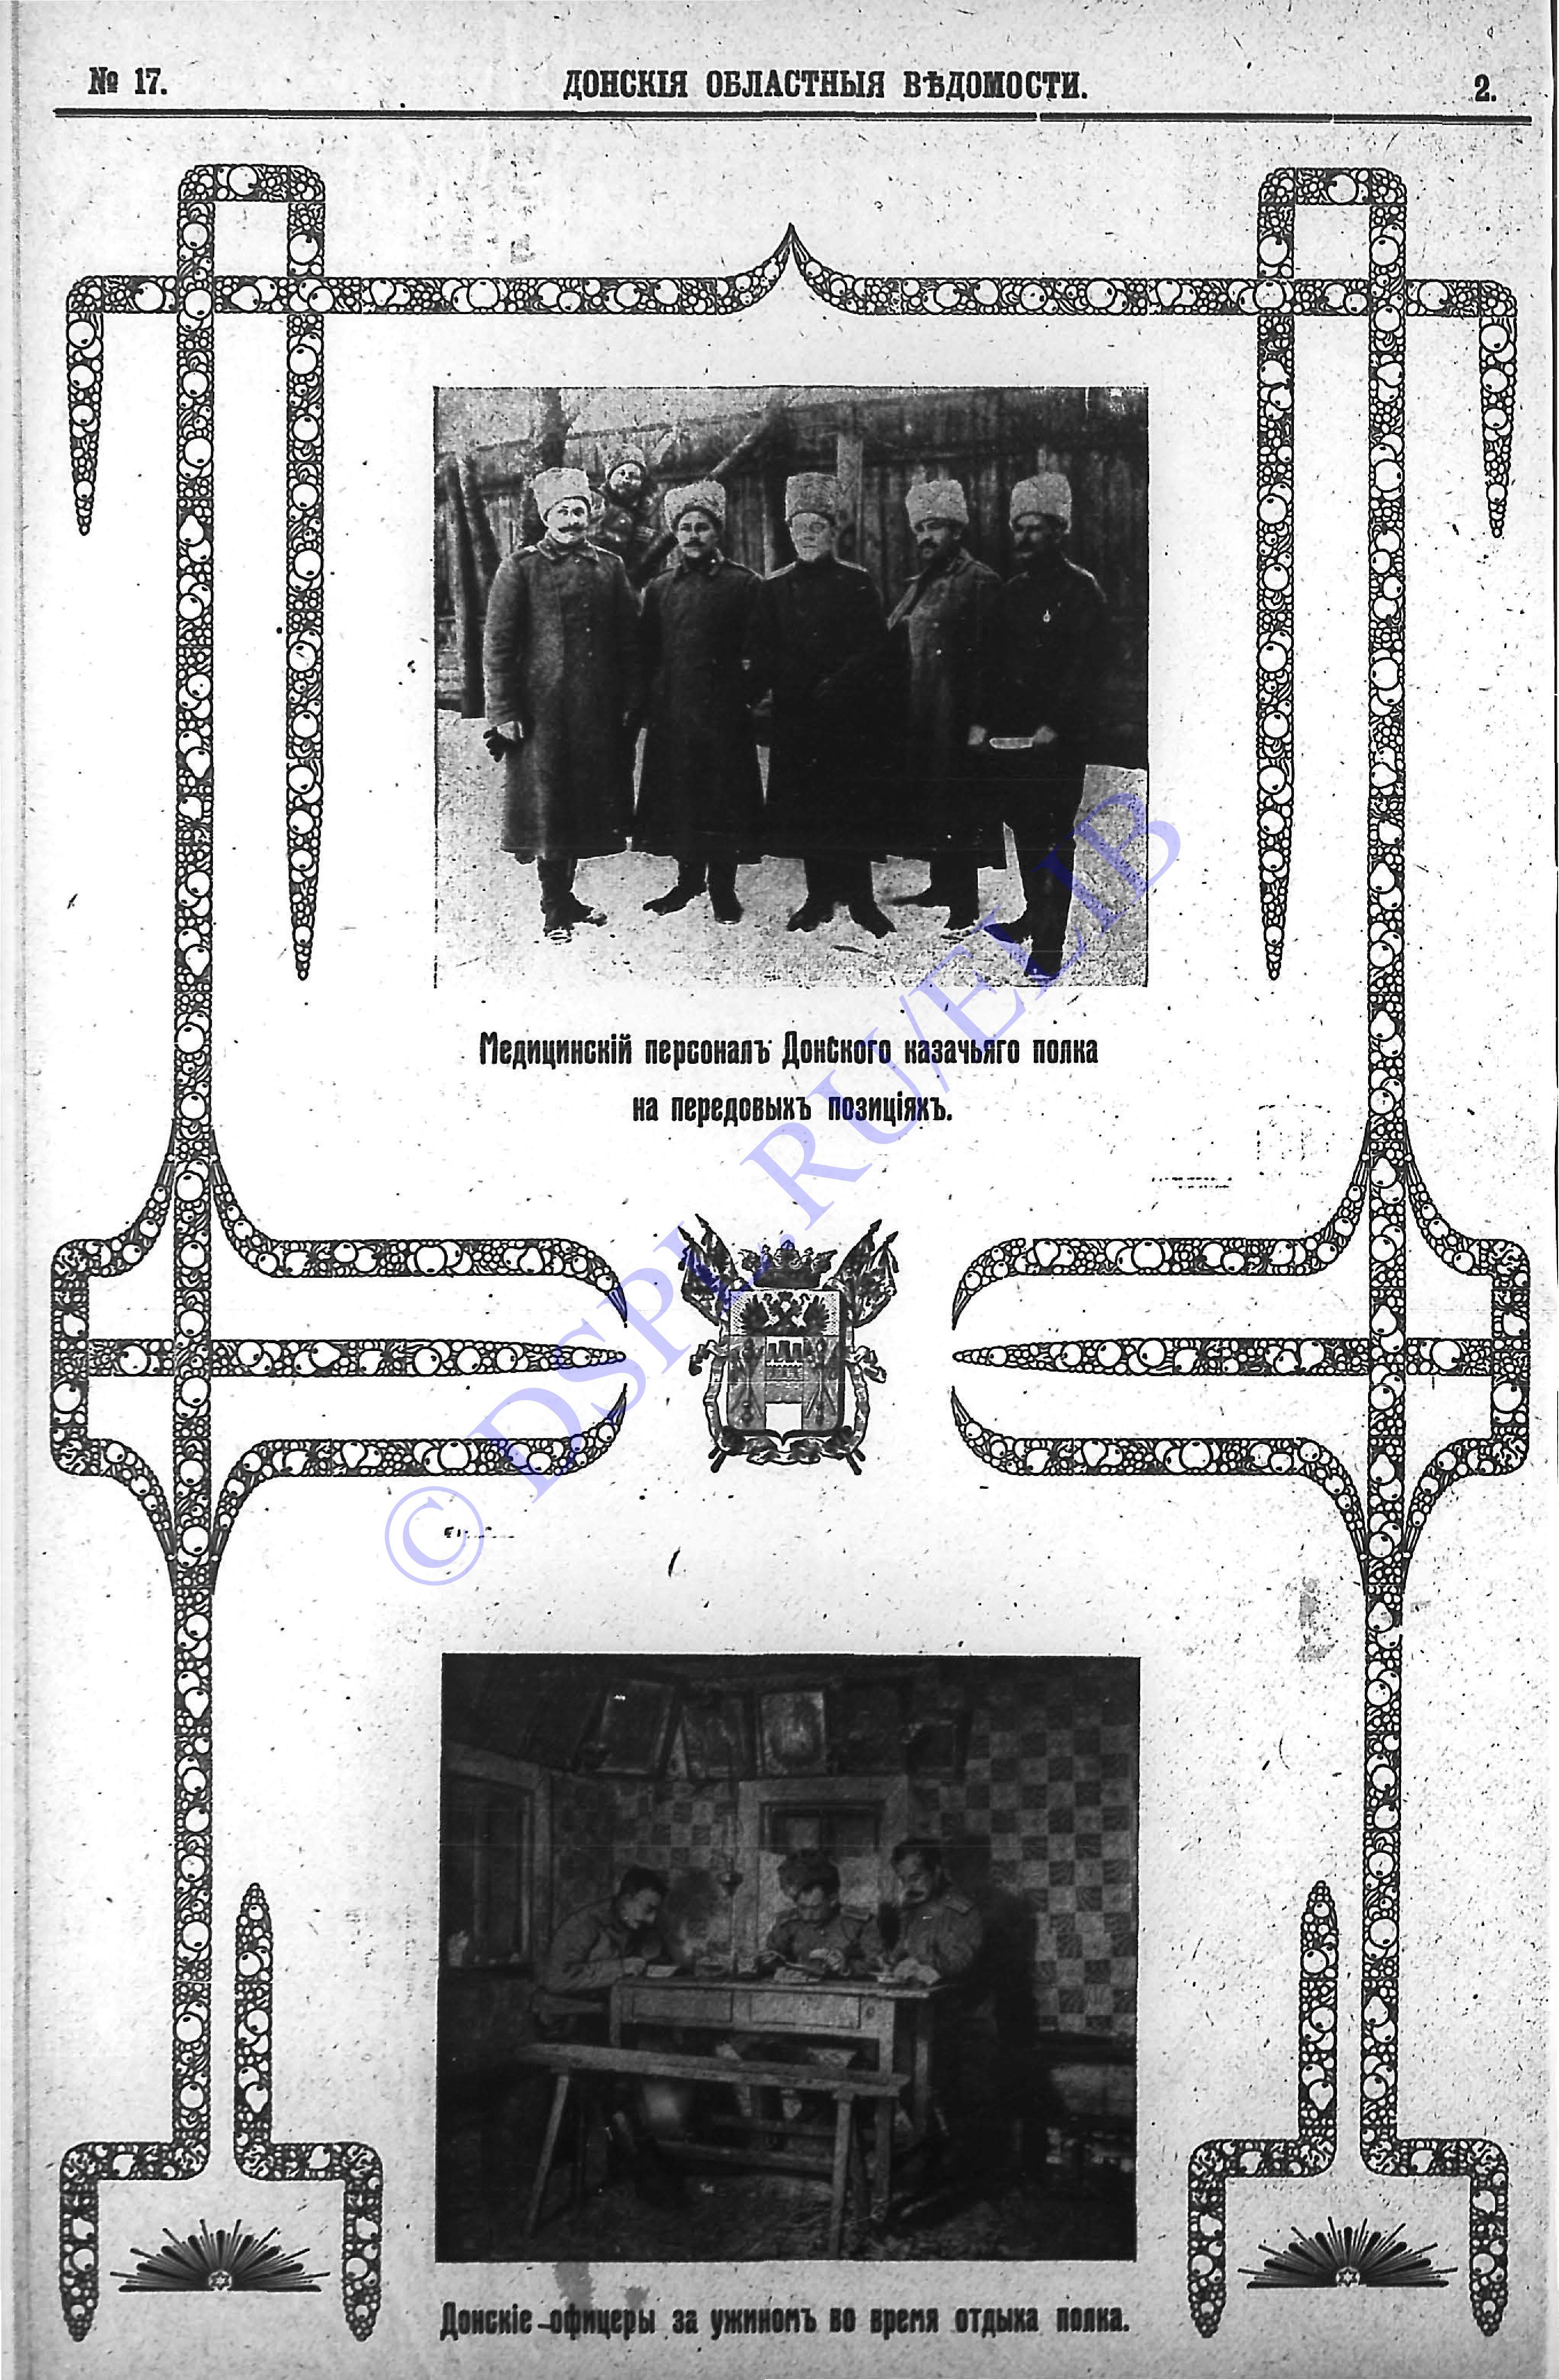 № 17.
ДОНСКІЯ ОБЛАСТНЫЯ ВѢДОМОСТИ.
2.
Медицинскій персоналъ Донского казачьяго полка
на передовыхъ позиціяхъ.
© DSPL.RU/ELIB
Донскіе офицеры за ужиномъ во время отдыха полка.